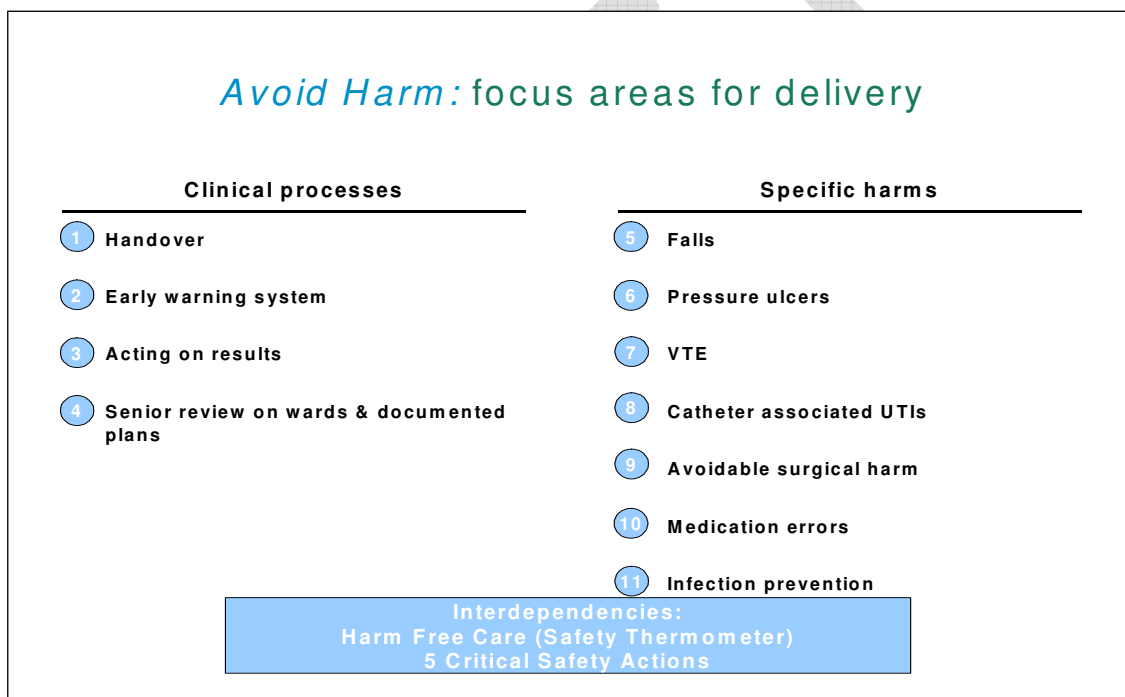 Avoid Harm: focus areas for delivery
Clinical processes
1 Handover
2 Early warning system
3 Acting on results
4 Senior review on wards & documented
plans
Specific harms
5 Falls
6 Pressure ulcers
7 VTE
8 Catheter associated UTIs
9 Avoidable surgical harm
10 Medication errors
11 Infection prevention
Interdependencies:
Harm Free Care (Safety Thermometer)
5 Critical Safety Actions